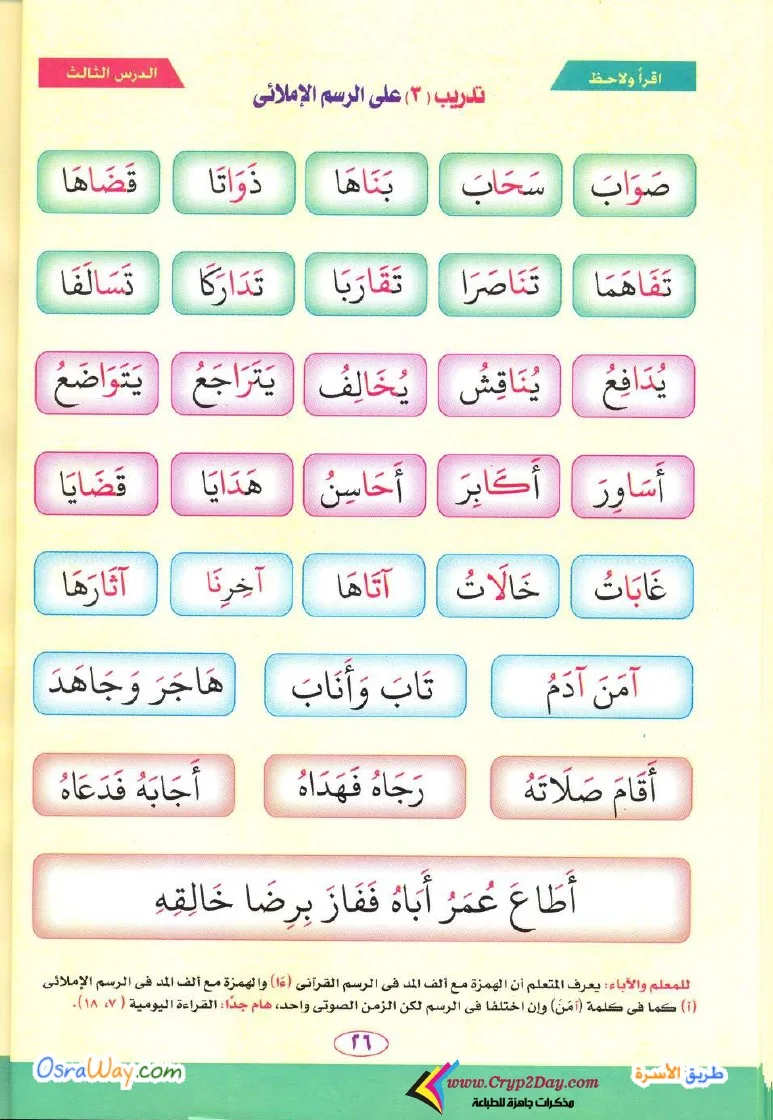 اقرأ ولاحظ الدرس الثالث
تدريب (٣) على الرسم الإملائى
صَوَابَ سَحَابَ بَنَاهَا ذَوَاتَا قَضَاهَا
تَفَاهَمَا تَنَاصَرَا تَقَارَبَا تَدَارَكَا تَسَالَفَا
يُدَافِعُ يُنَاقِشُ يُخَالِفُ يَتَرَاجَعُ يَتَوَاضَعُ
أَسَاوِرَ أَكَابِرَ أَحَاسِنُ هَدَايَا قَضَايَا
غَابَاتُ خَالَاتُ آتَاهَا آخِرِنَا آثَارَهَا
آمَنَ آدَمُ تَابَ وَأَنَابَ هَاجَرَ وَجَاهَدَ
أَقَامَ صَلَاتَهُ رَجَاهُ فَهَدَاهُ أَجَابَهُ فَدَعَاهُ
أَطَاعَ عُمَرُ أَبَاهُ فَفَازَ بِرِضَا خَالِقِهِ
للمعلم والآباء: يعرف المتعلم أن الهمزة مع ألف المد فى الرسم القرآنى (ءَا) والهمزة مع ألف المد فى الرسم الإملائى
(آ) كما فى كلمة (آمَنَ) وإن اختلفا فى الرسم لكن الزمن الصوتى واحد، هام جدًا: القراءة اليومية (٧، ١٨).
٢٦
طريق الأسرة www.Cryp2Day.com OsraWay.com
مذكرات جاهزة للطباعة